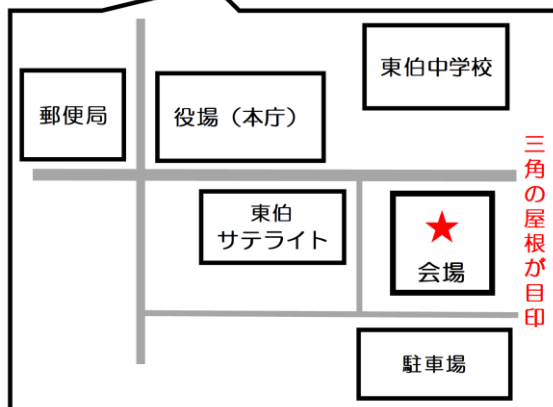 東伯中学校
郵便局
役場（本庁）
三角の屋根が目印
東伯
サテライト
会場
駐車場